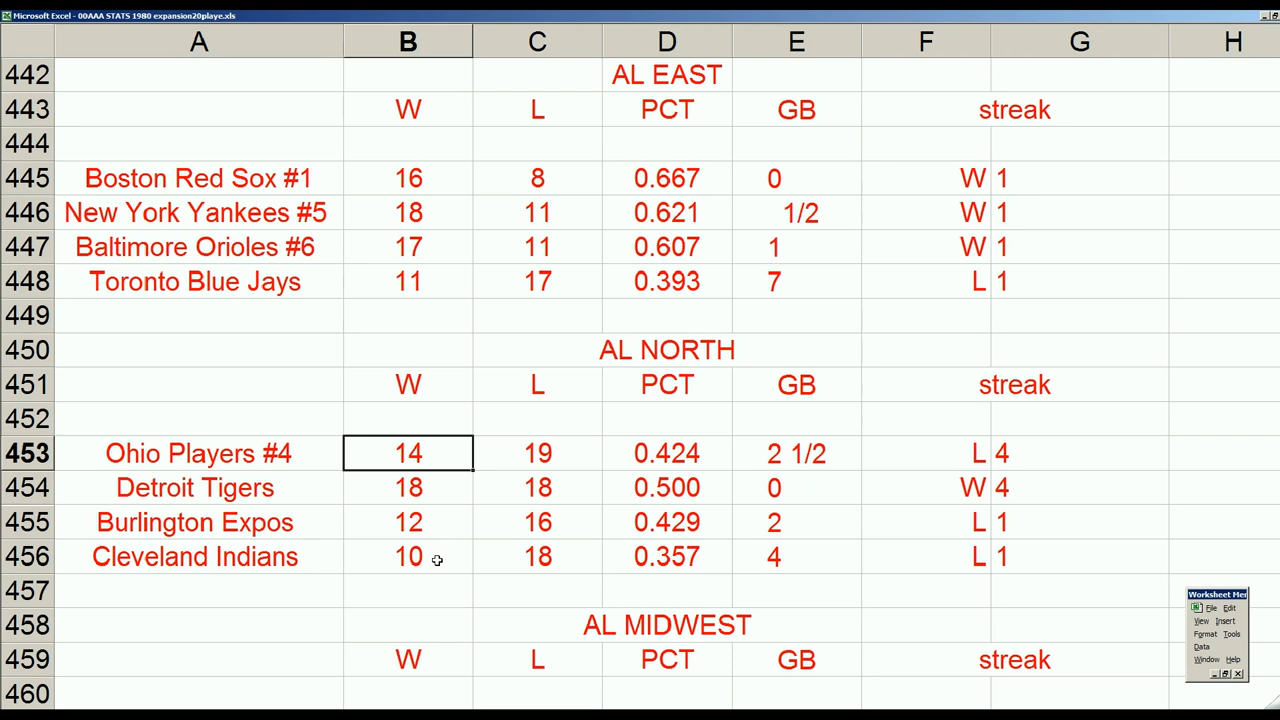 Microsoft Excel - 00AAA STATS 1980 expansion20playe.xls
A B C D E F G H
442 AL EAST
443 W L PCT GB streak
444
445 Boston Red Sox #1 16 8 0.667 0 W 1
446 New York Yankees #5 18 11 0.621 1/2 W 1
447 Baltimore Orioles #6 17 11 0.607 1 W 1
448 Toronto Blue Jays 11 17 0.393 7 L 1
449
450 AL NORTH
451 W L PCT GB streak
452
453 Ohio Players #4 14 19 0.424 2 1/2 L 4
454 Detroit Tigers 18 18 0.500 0 W 4
455 Burlington Expos 12 16 0.429 2 L 1
456 Cleveland Indians 10 18 0.357 4 L 1
457
458 AL MIDWEST
459 W L PCT GB streak
460
Worksheet Mer
File Edit
View Insert
Format Tools
Data
Window Help